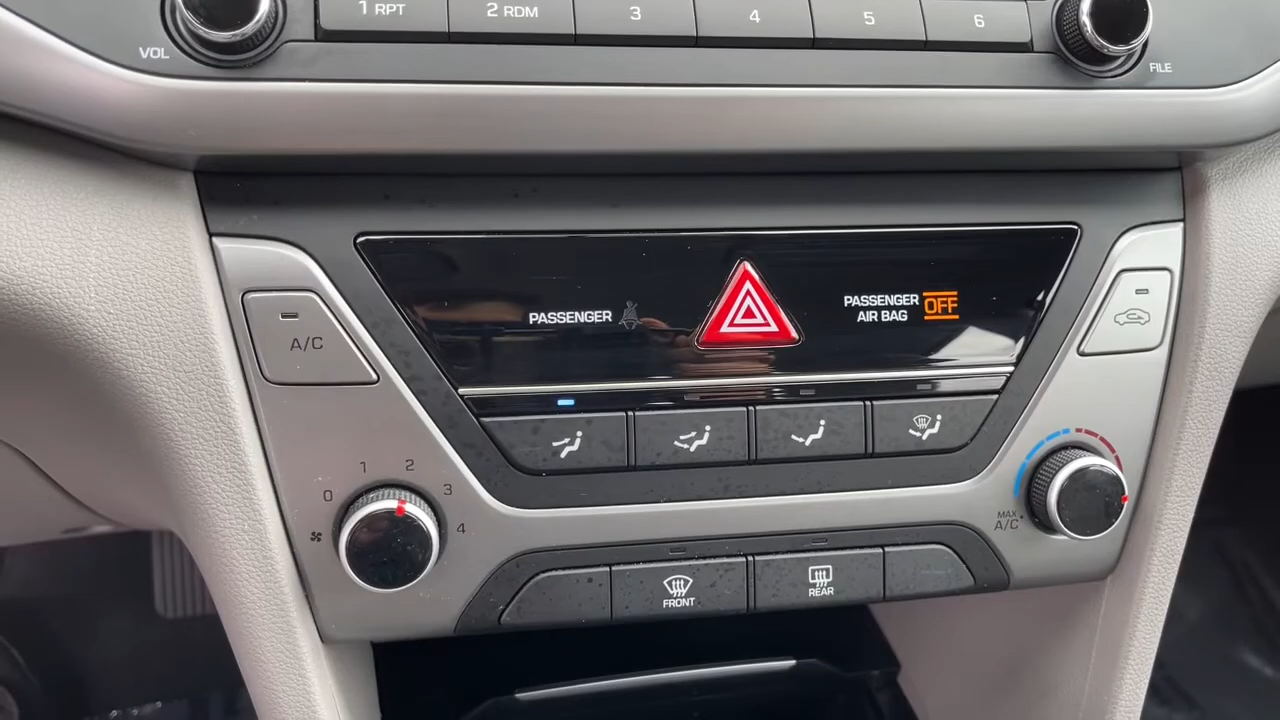 1 RPT
2 RDM
3
4
5
6
VOL
FILE
PASSENGER
PASSENGER
AIR BAG
OFF
A/C
0
1
2
3
4
MAX
A/C
FRONT
REAR